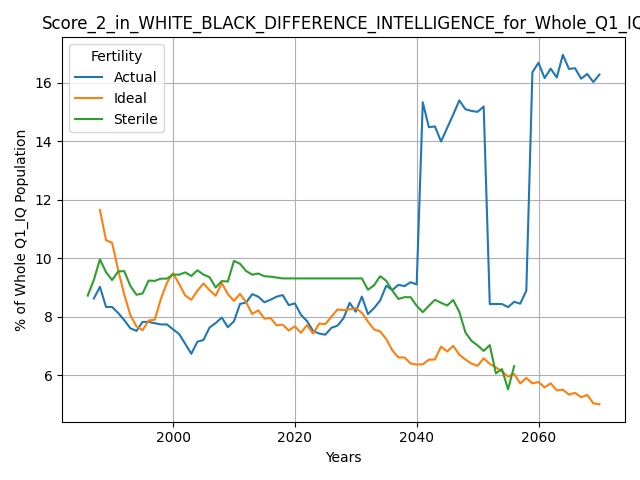 Score_2_in_WHITE_BLACK_DIFFERENCE_INTELLIGENCE_for_Whole_Q1_IQ
Fertility
Actual
Ideal
Sterile
% of Whole Q1_IQ Population
16
14
12
10
8
6
2000 2020 2040 2060
Years